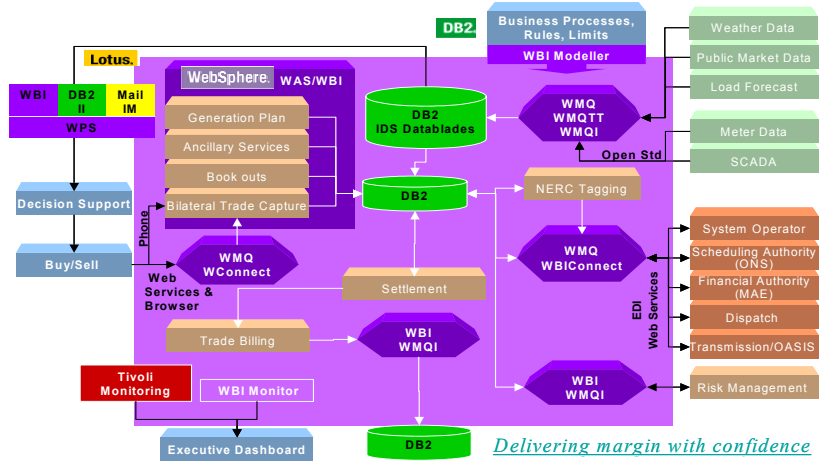 DB2.
Business Processes,
Rules, Limits
WBI Modeller
Weather Data
Public Market Data
Load Forecast
Meter Data
SCADA
Lotus.
WebSphere.
WAS/WBI
WBI
DB2
II
Mail
IM
WPS
Generation Plan
Ancillary Services
Book outs
Bilateral Trade Capture
DB2
IDS Datablades
WMQ
WMQTT
WMQI
Open Std
DB2
NERC Tagging
Decision Support
Buy/Sell
Phone
Web
Services &
Browser
WMQ
WConnect
WMQ
WBIConnect
EDI
Web Services
System Operator
Scheduling Authority
(ONS)
Financial Authority
(MAE)
Dispatch
Transmission/OASIS
Settlement
Trade Billing
WBI
WMQI
WBI
WMQI
Risk Management
Tivoli
Monitoring
WBI Monitor
Executive Dashboard
DB2
Delivering margin with confidence